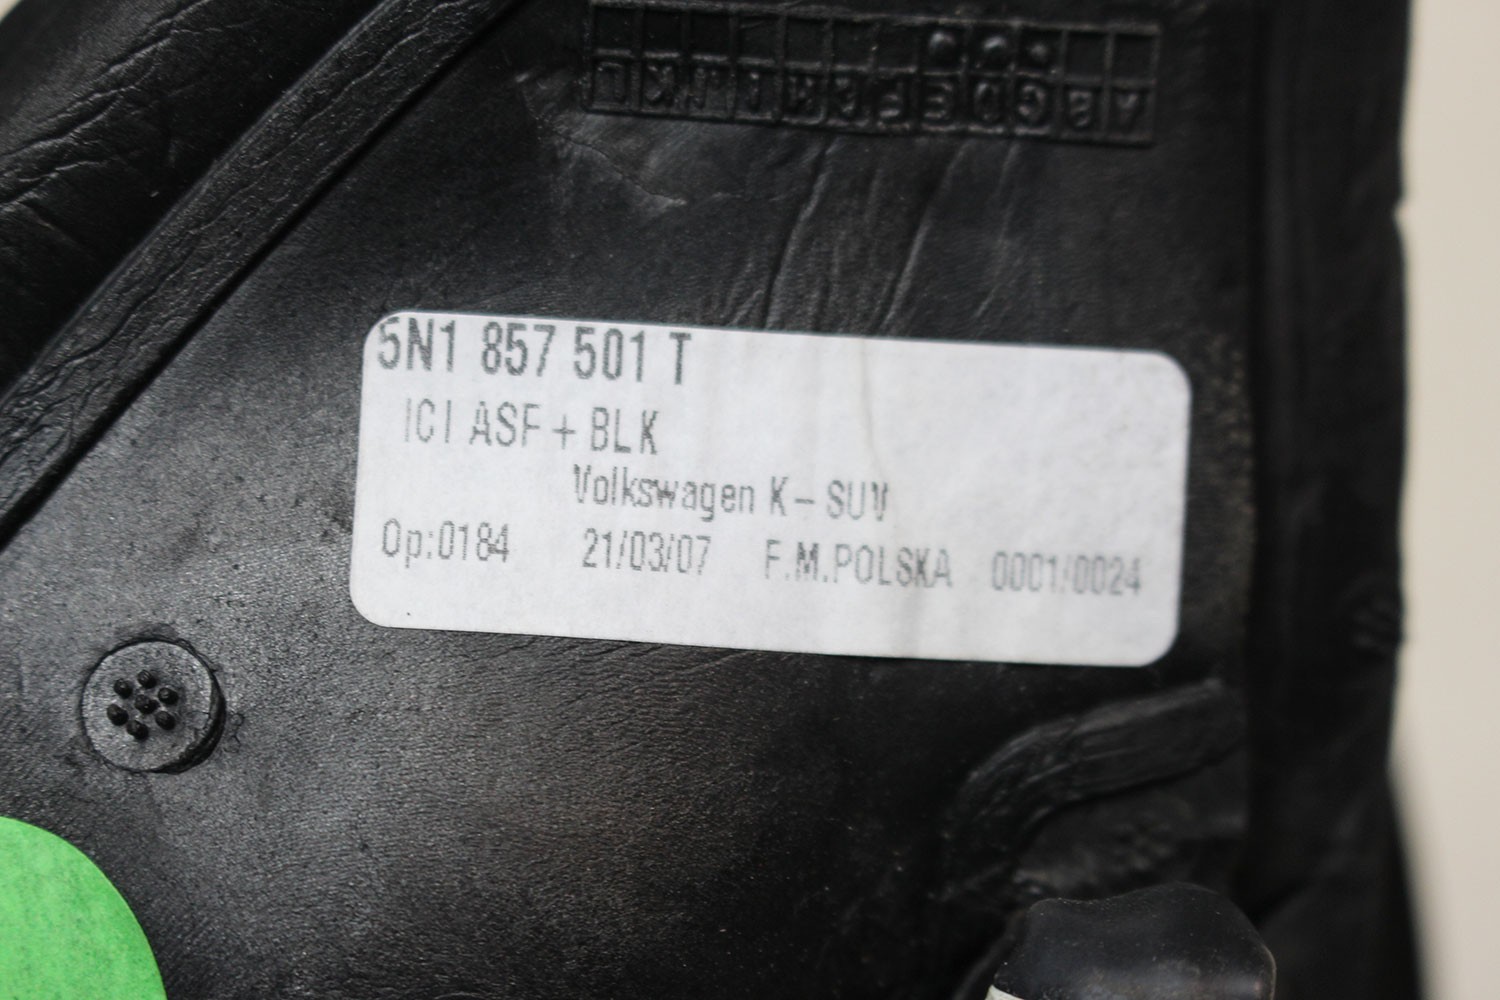 A B C D E F G H I J K L
5N1 857 501 T
ICI ASF + BLK
Volkswagen K-SUV
Op:0184 21/03/07 F.M.POLSKA 0001/0024